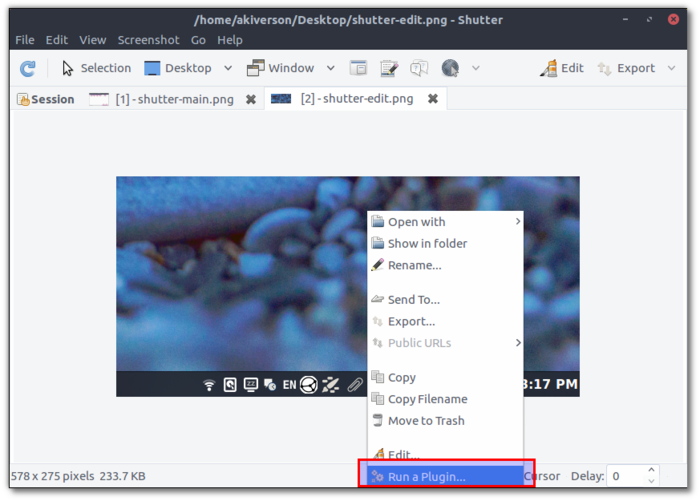 /home/akiverson/Desktop/shutter-edit.png - Shutter
File Edit View Screenshot Go Help
Selection Desktop Window Edit Export
Session [1] - shutter-main.png [2] - shutter-edit.png
Open with
Show in folder
Rename...
Send To...
Export...
Public URLs
Copy
Copy Filename
Move to Trash
Edit...
Run a Plugin...
zz EN 3:17 PM
578 x 275 pixels 233.7 KB Cursor Delay: 0